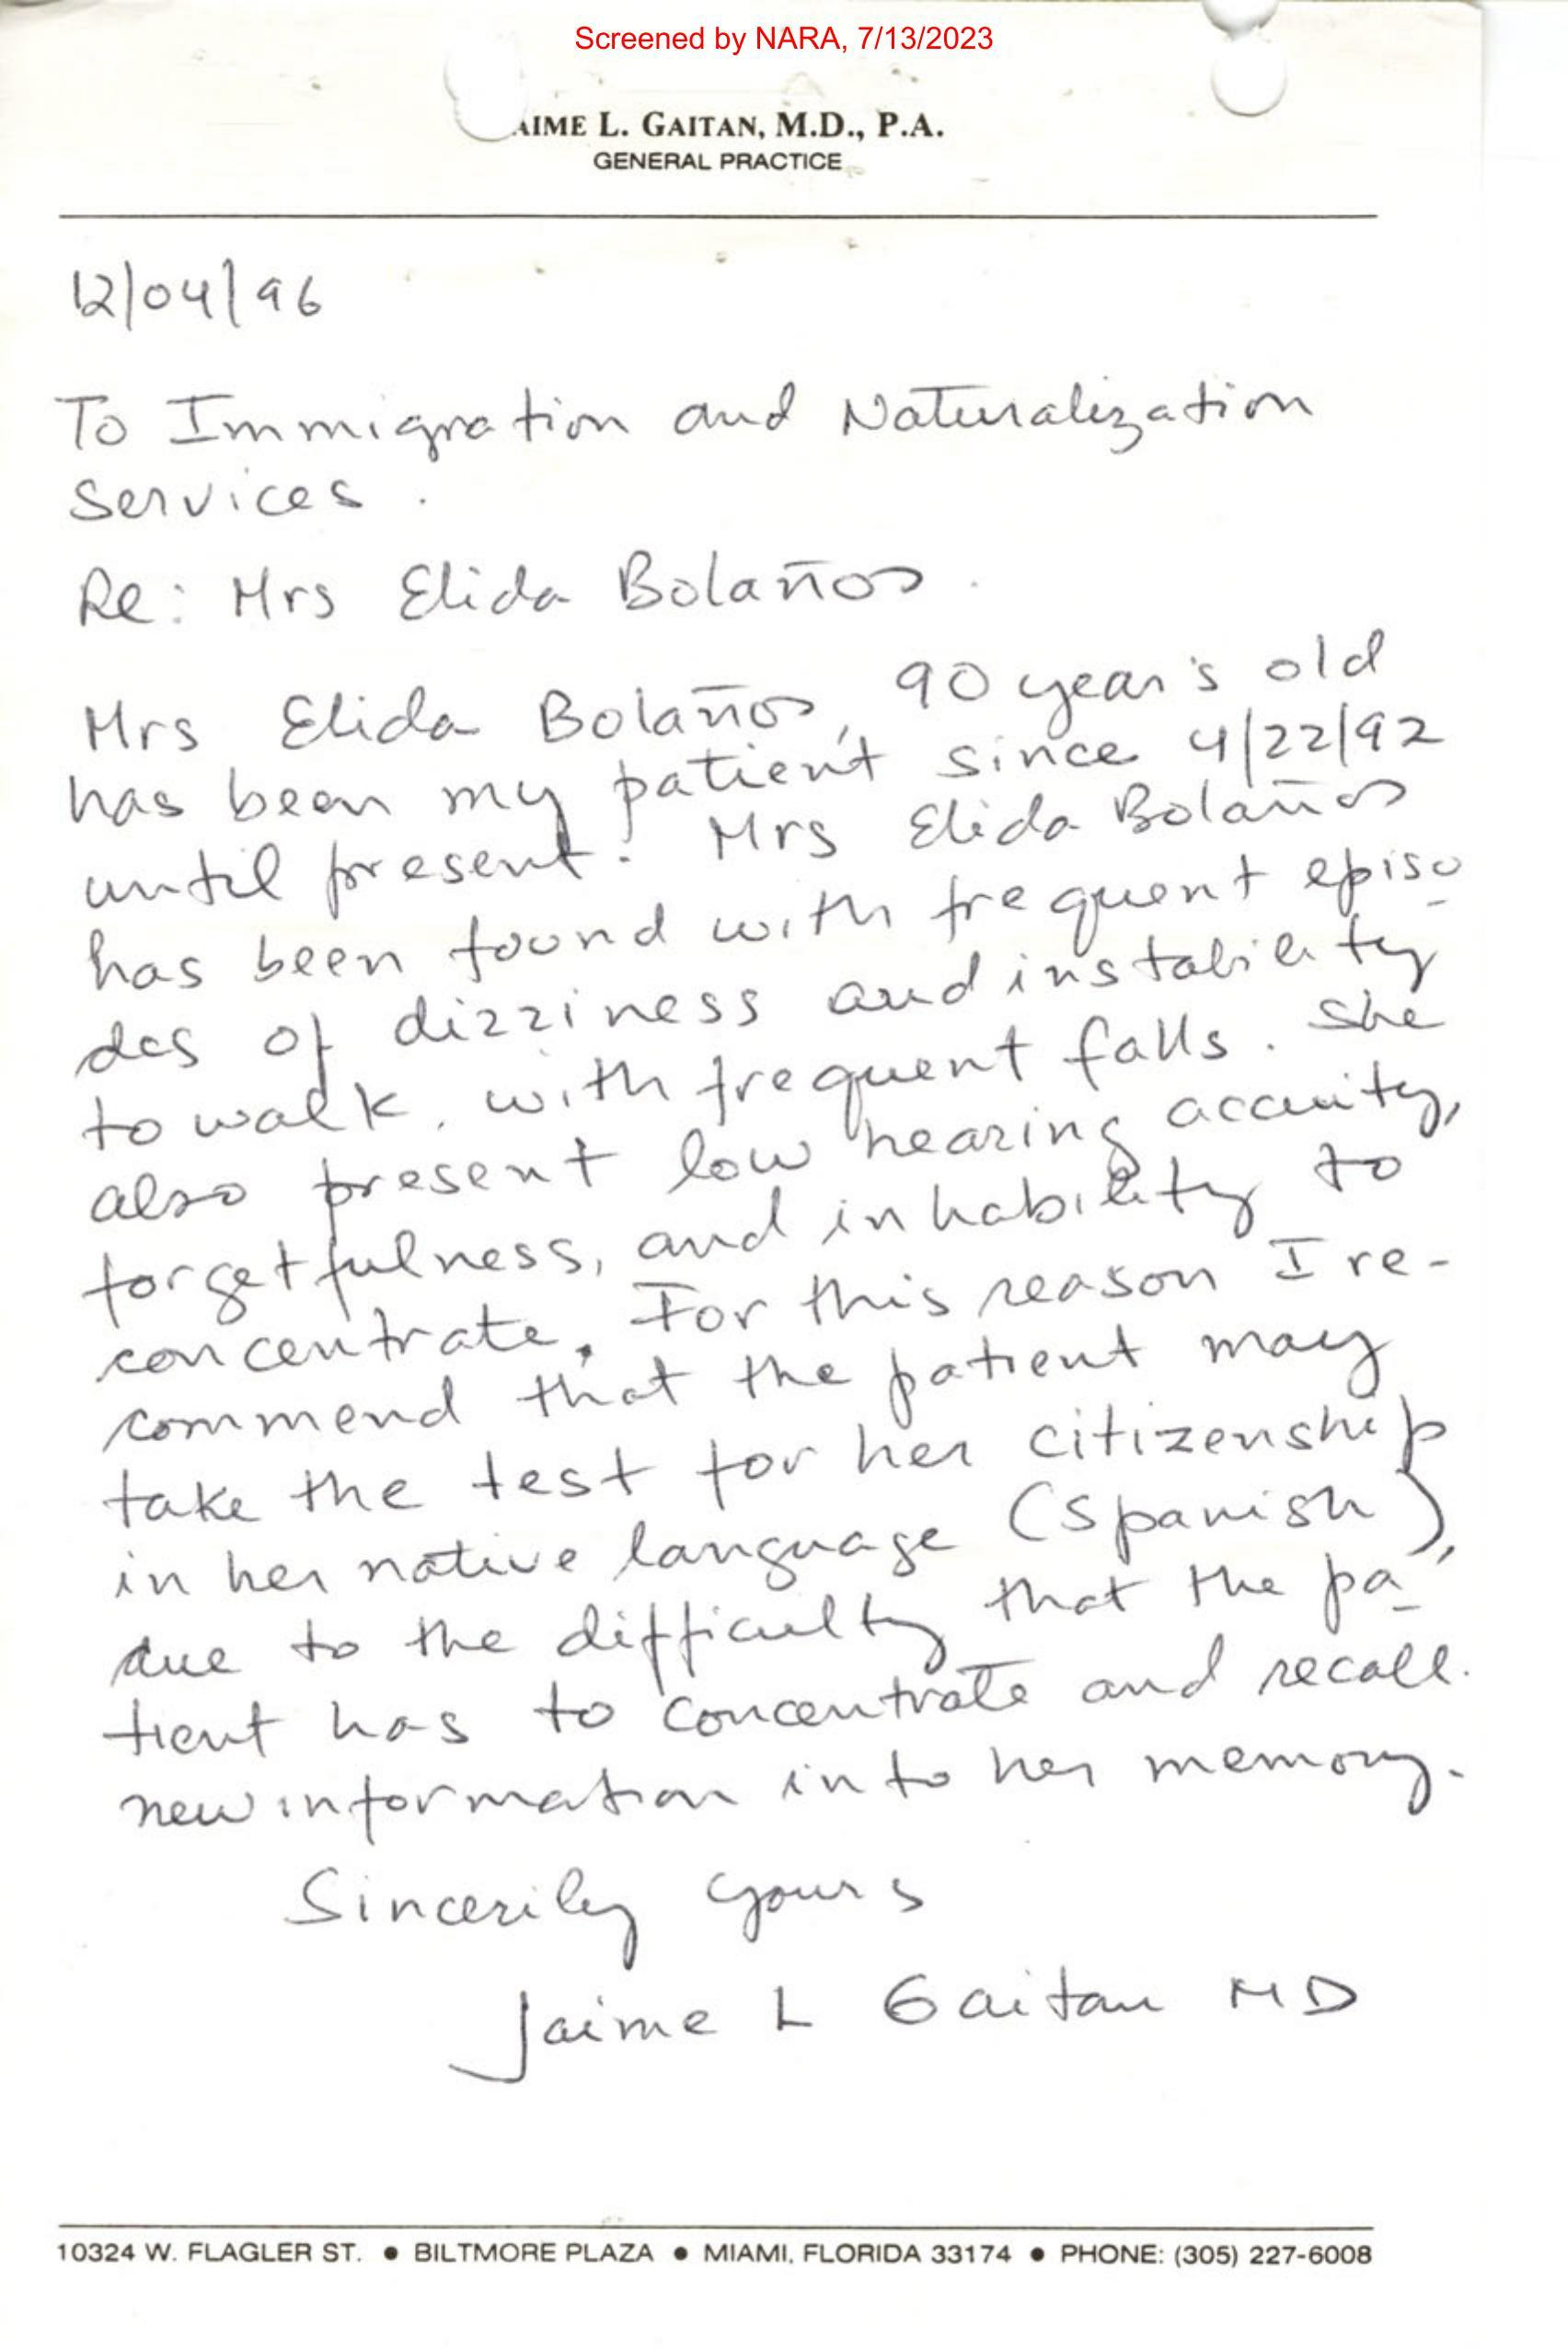 Screened by NARA, 7/13/2023
AIME L. GAITAN, M.D., P.A.
GENERAL PRACTICE
12/04/96
To Immigration and Naturalization
Services.
Re: Mrs Elida Bolaños.
Mrs Elida Bolaños, 90 year's old
has been my patient since 4/22/92
until present. Mrs Elida Bolaños
has been found with frequent episo-
des of dizziness and instability
to walk, with frequent falls. She
also present low hearing accuity,
forgetfulness, and inhability to
concentrate. For this reason I re-
commend that the patient may
take the test for her citizenship
in her native language (Spanish),
due to the difficulty that the pa-
tient has to concentrate and recall.
new information into her memory.
Sincerily yours
Jaime L Gaitan MD
10324 W. FLAGLER ST. ● BILTMORE PLAZA ● MIAMI, FLORIDA 33174 ● PHONE: (305) 227-6008